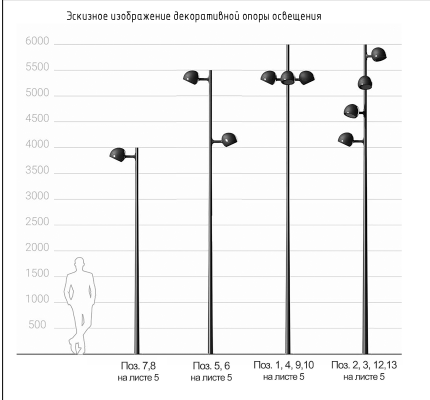 Эскизное изображение декоративной опоры освещения
6000
5500
5000
4500
4000
3500
3000
2500
2000
1500
1000
500
Поз. 7,8
на листе 5
Поз. 5, 6
на листе 5
Поз. 1, 4, 9,10
на листе 5
Поз. 2, 3, 12,13
на листе 5